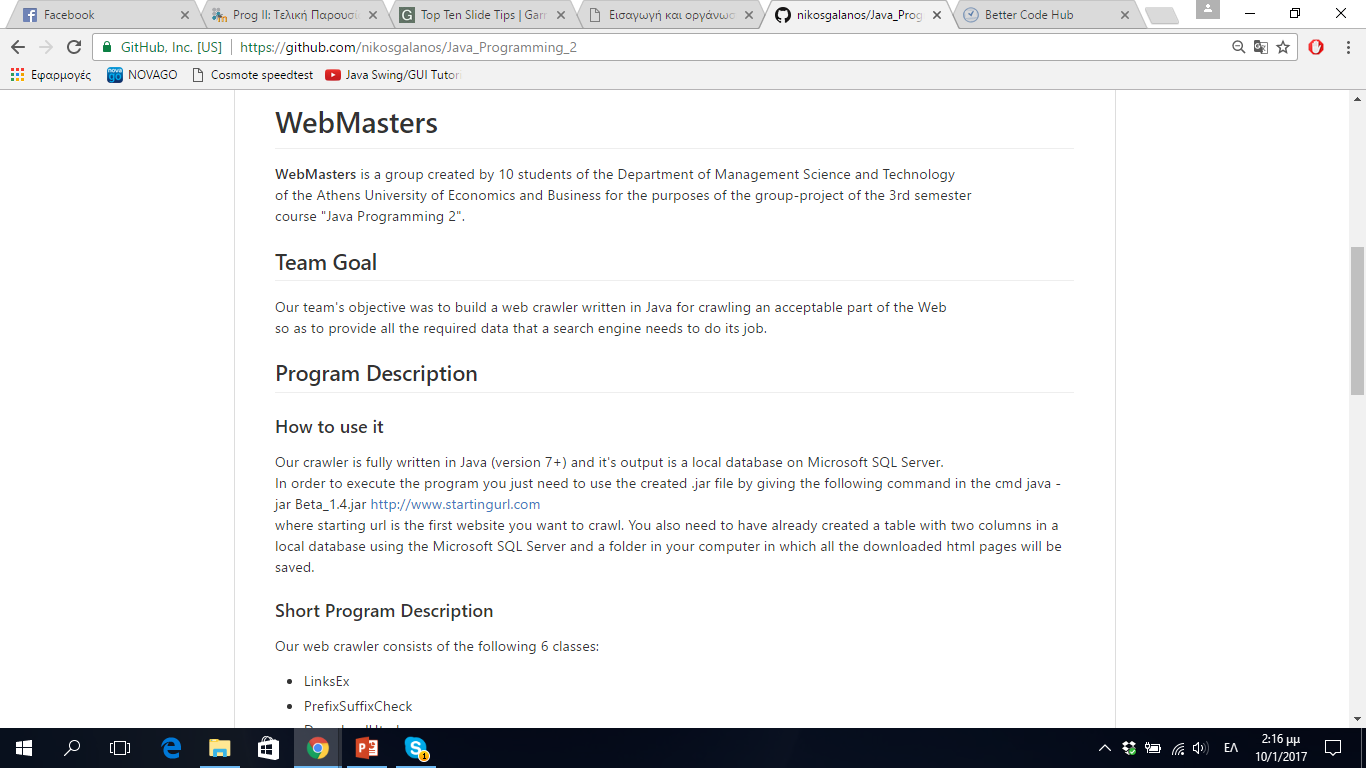 Facebook
Prog II: Τελική Παρουσί
Top Ten Slide Tips | Garr
Εισαγωγή και οργάνωσ
nikosgalanos/Java_Prog
Better Code Hub
GitHub, Inc. [US]
https://github.com/nikosgalanos/Java_Programming_2
Εφαρμογές
NOVAGO
Cosmote speedtest
Java Swing/GUI Tutor
WebMasters
WebMasters is a group created by 10 students of the Department of Management Science and Technology
of the Athens University of Economics and Business for the purposes of the group-project of the 3rd semester
course "Java Programming 2".
Team Goal
Our team's objective was to build a web crawler written in Java for crawling an acceptable part of the Web
so as to provide all the required data that a search engine needs to do its job.
Program Description
How to use it
Our crawler is fully written in Java (version 7+) and it's output is a local database on Microsoft SQL Server.
In order to execute the program you just need to use the created .jar file by giving the following command in the cmd java -
jar Beta_1.4.jar http://www.startingurl.com
where starting url is the first website you want to crawl. You also need to have already created a table with two columns in a
local database using the Microsoft SQL Server and a folder in your computer in which all the downloaded html pages will be
saved.
Short Program Description
Our web crawler consists of the following 6 classes:
LinksEx
PrefixSuffixCheck
ΕΛ
2:16 μμ
10/1/2017